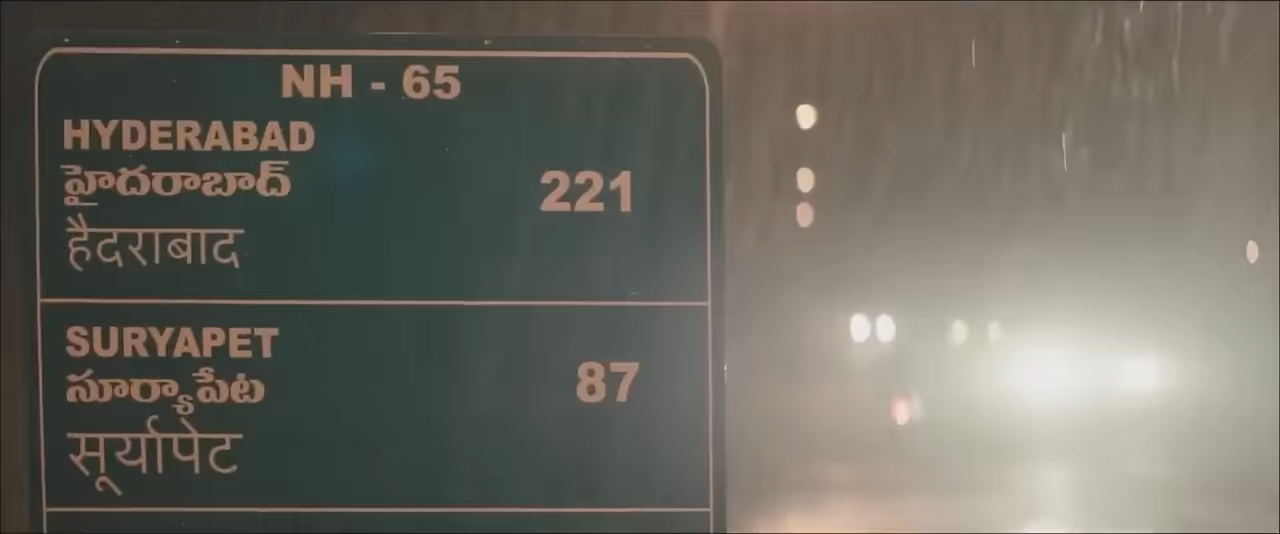 NH - 65
HYDERABAD
హైదరాబాద్
221
हैदराबाद
SURYAPET
సూర్యాపేట
87
सूर्यापेट